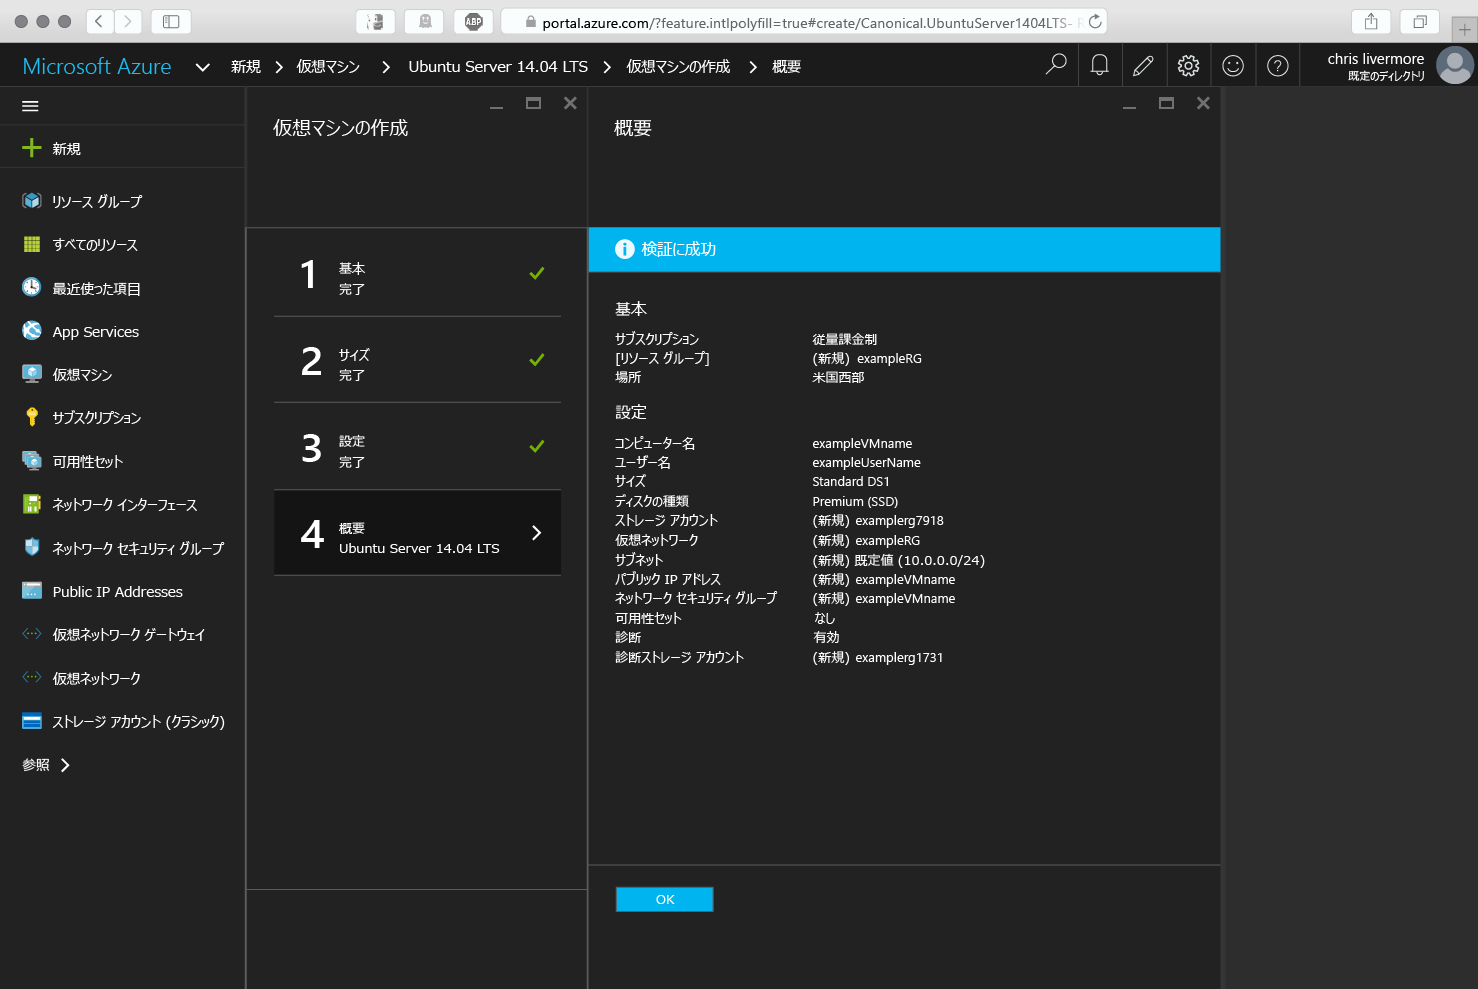 ABP
portal.azure.com/?feature.intlpolyfill=true#create/Canonical.UbuntuServer1404LTS-
Microsoft Azure
新規 > 仮想マシン > Ubuntu Server 14.04 LTS > 仮想マシンの作成 > 概要
chris livermore
既定のディレクトリ
新規
リソース グループ
すべてのリソース
最近使った項目
App Services
仮想マシン
サブスクリプション
可用性セット
ネットワーク インターフェース
ネットワーク セキュリティ グループ
Public IP Addresses
仮想ネットワーク ゲートウェイ
仮想ネットワーク
ストレージ アカウント (クラシック)
参照
仮想マシンの作成
1 基本
完了
2 サイズ
完了
3 設定
完了
4 概要
Ubuntu Server 14.04 LTS
概要
検証に成功
基本
サブスクリプション 従量課金制
[リソース グループ] (新規) exampleRG
場所 米国西部
設定
コンピューター名 exampleVMname
ユーザー名 exampleUserName
サイズ Standard DS1
ディスクの種類 Premium (SSD)
ストレージ アカウント (新規) examplerg7918
仮想ネットワーク (新規) exampleRG
サブネット (新規) 既定値 (10.0.0.0/24)
パブリック IP アドレス (新規) exampleVMname
ネットワーク セキュリティ グループ (新規) exampleVMname
可用性セット なし
診断 有効
診断ストレージ アカウント (新規) examplerg1731
OK